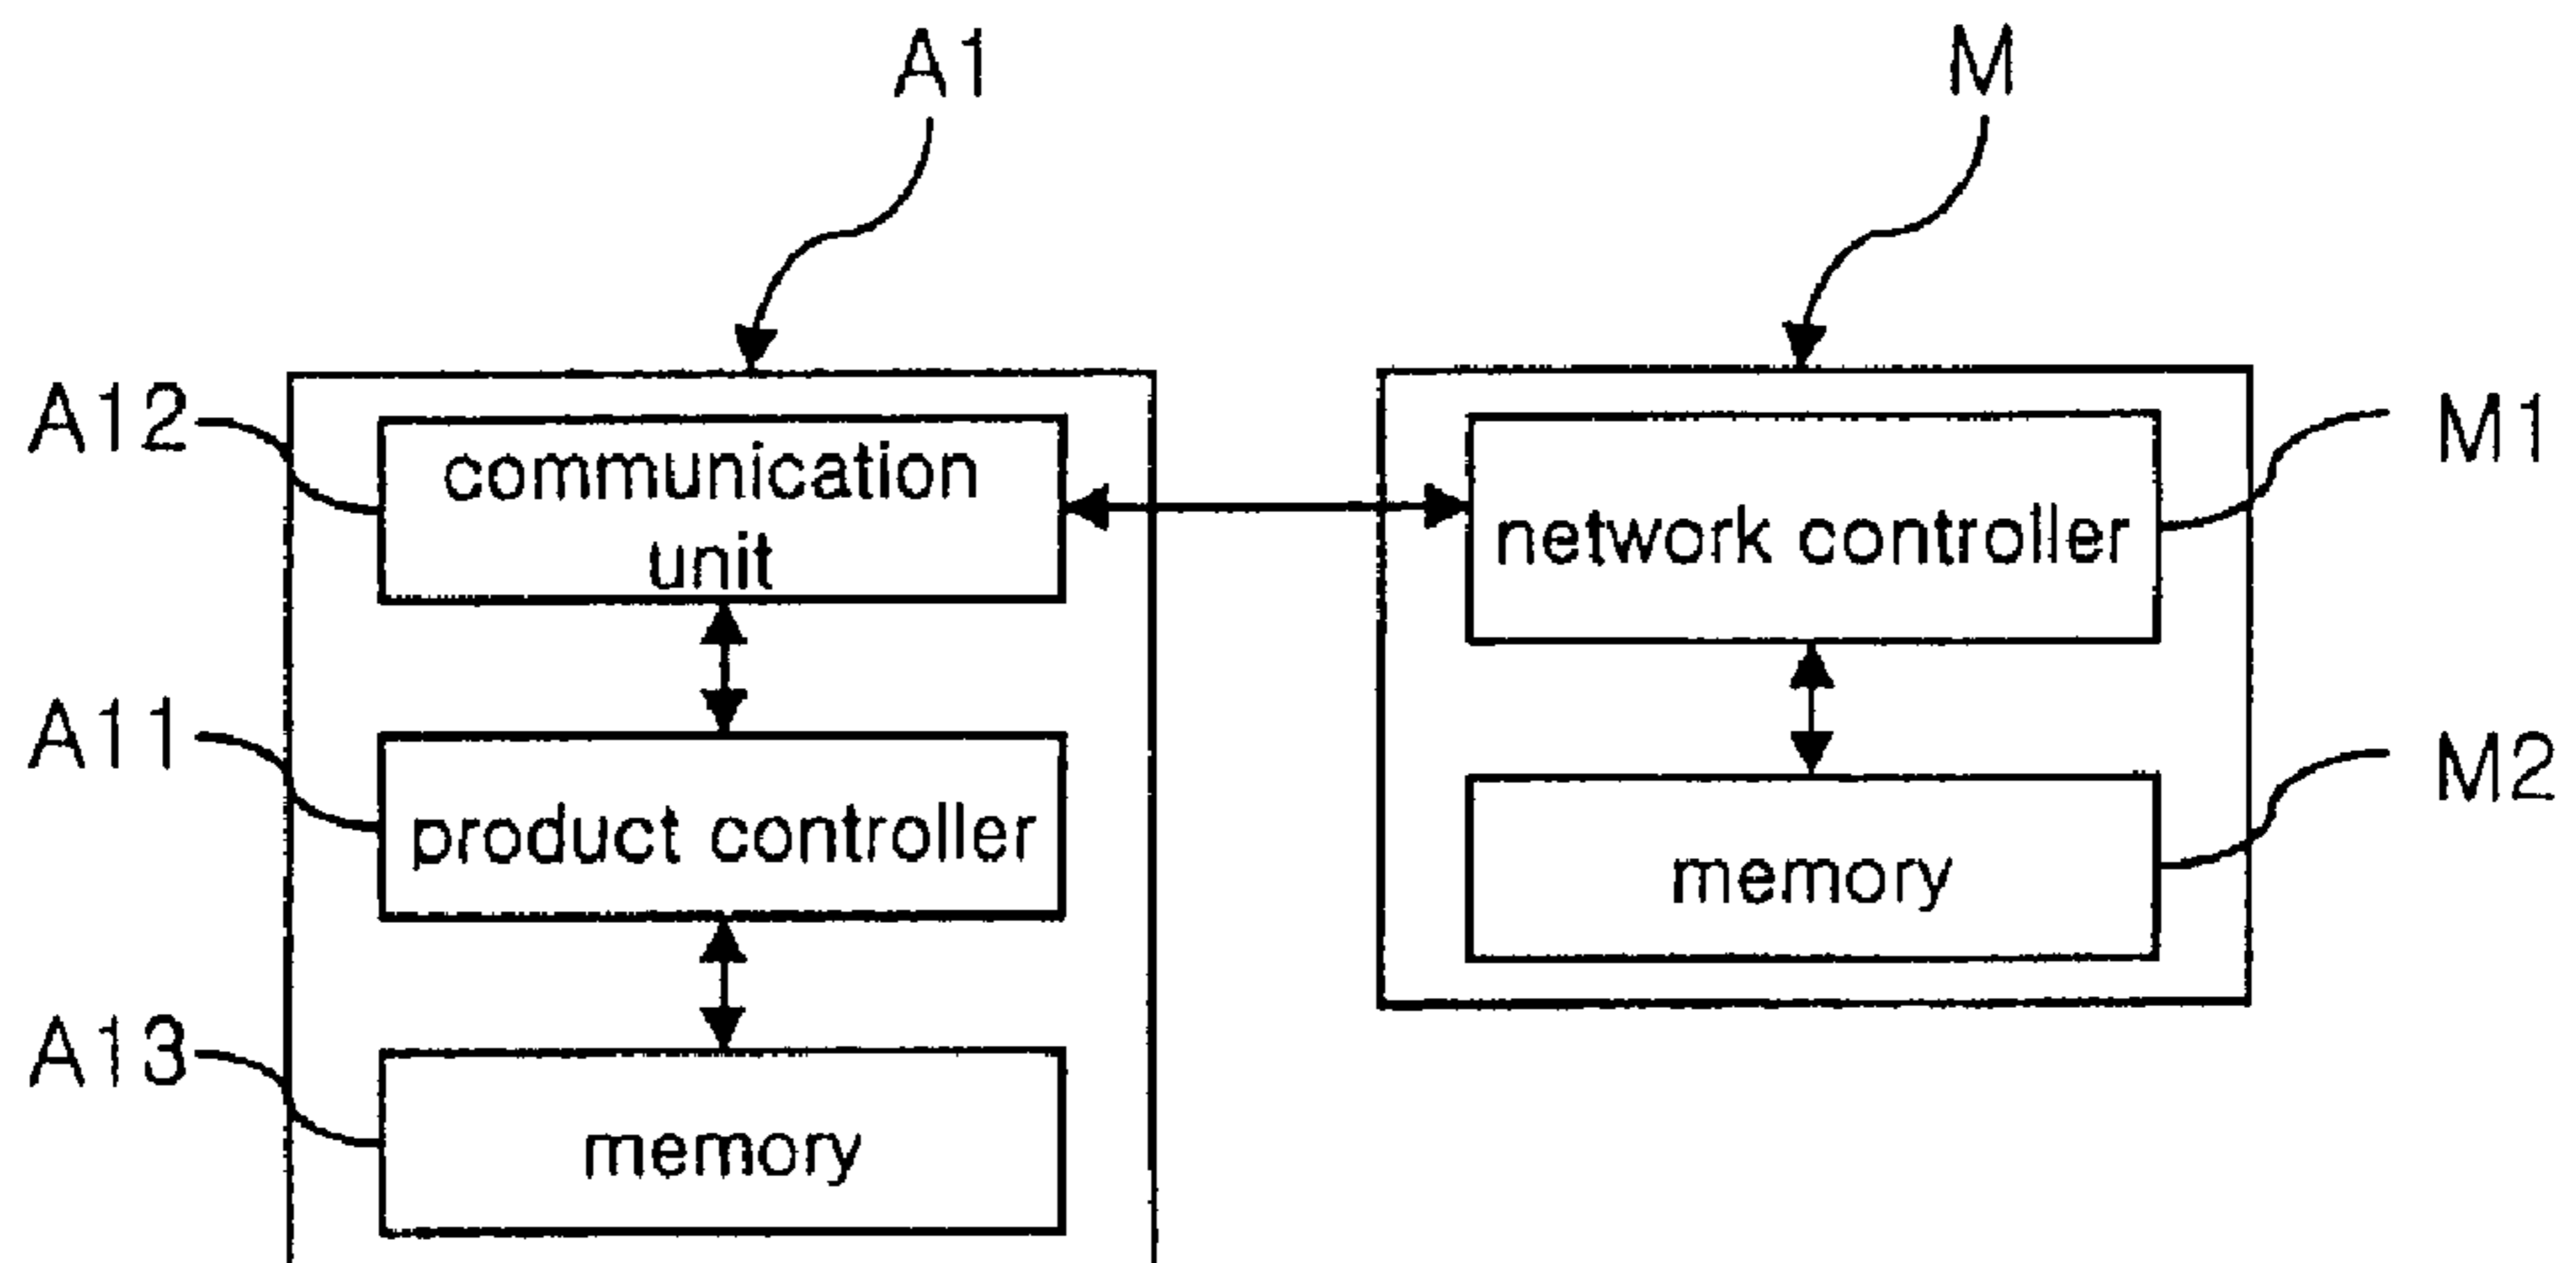 A1
M
A12
communication
unit
M1
network controller
A11
product controller
M2
memory
A13
memory